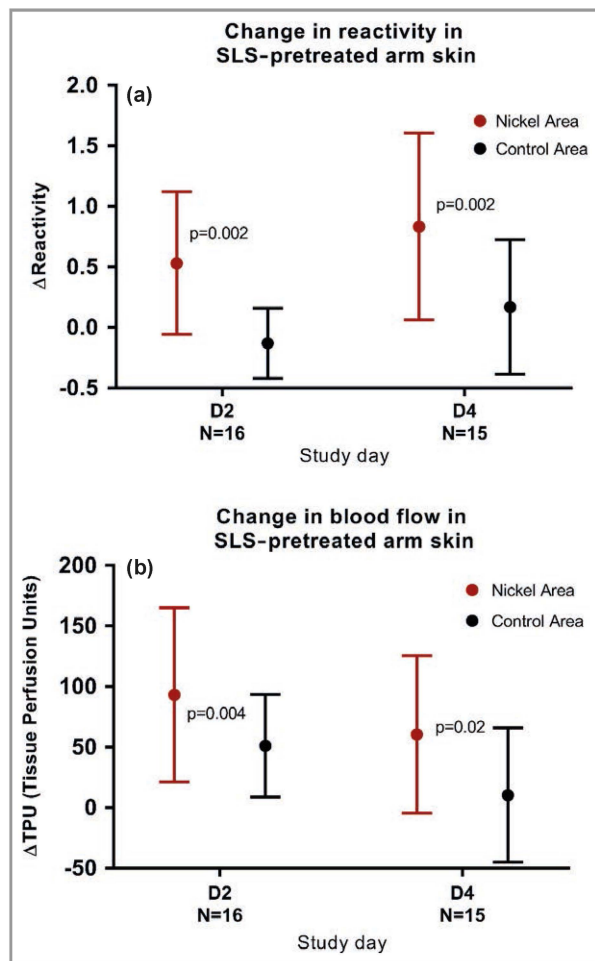 Change in reactivity in
SLS-pretreated arm skin
(a)
2.0
1.5
1.0
0.5
0.0
-0.5
ΔReactivity
Nickel Area
Control Area
p=0.002
p=0.002
D2
N=16
D4
N=15
Study day
Change in blood flow in
SLS-pretreated arm skin
(b)
200
150
100
50
0
-50
ΔTPU (Tissue Perfusion Units)
Nickel Area
Control Area
p=0.004
p=0.02
D2
N=16
D4
N=15
Study day